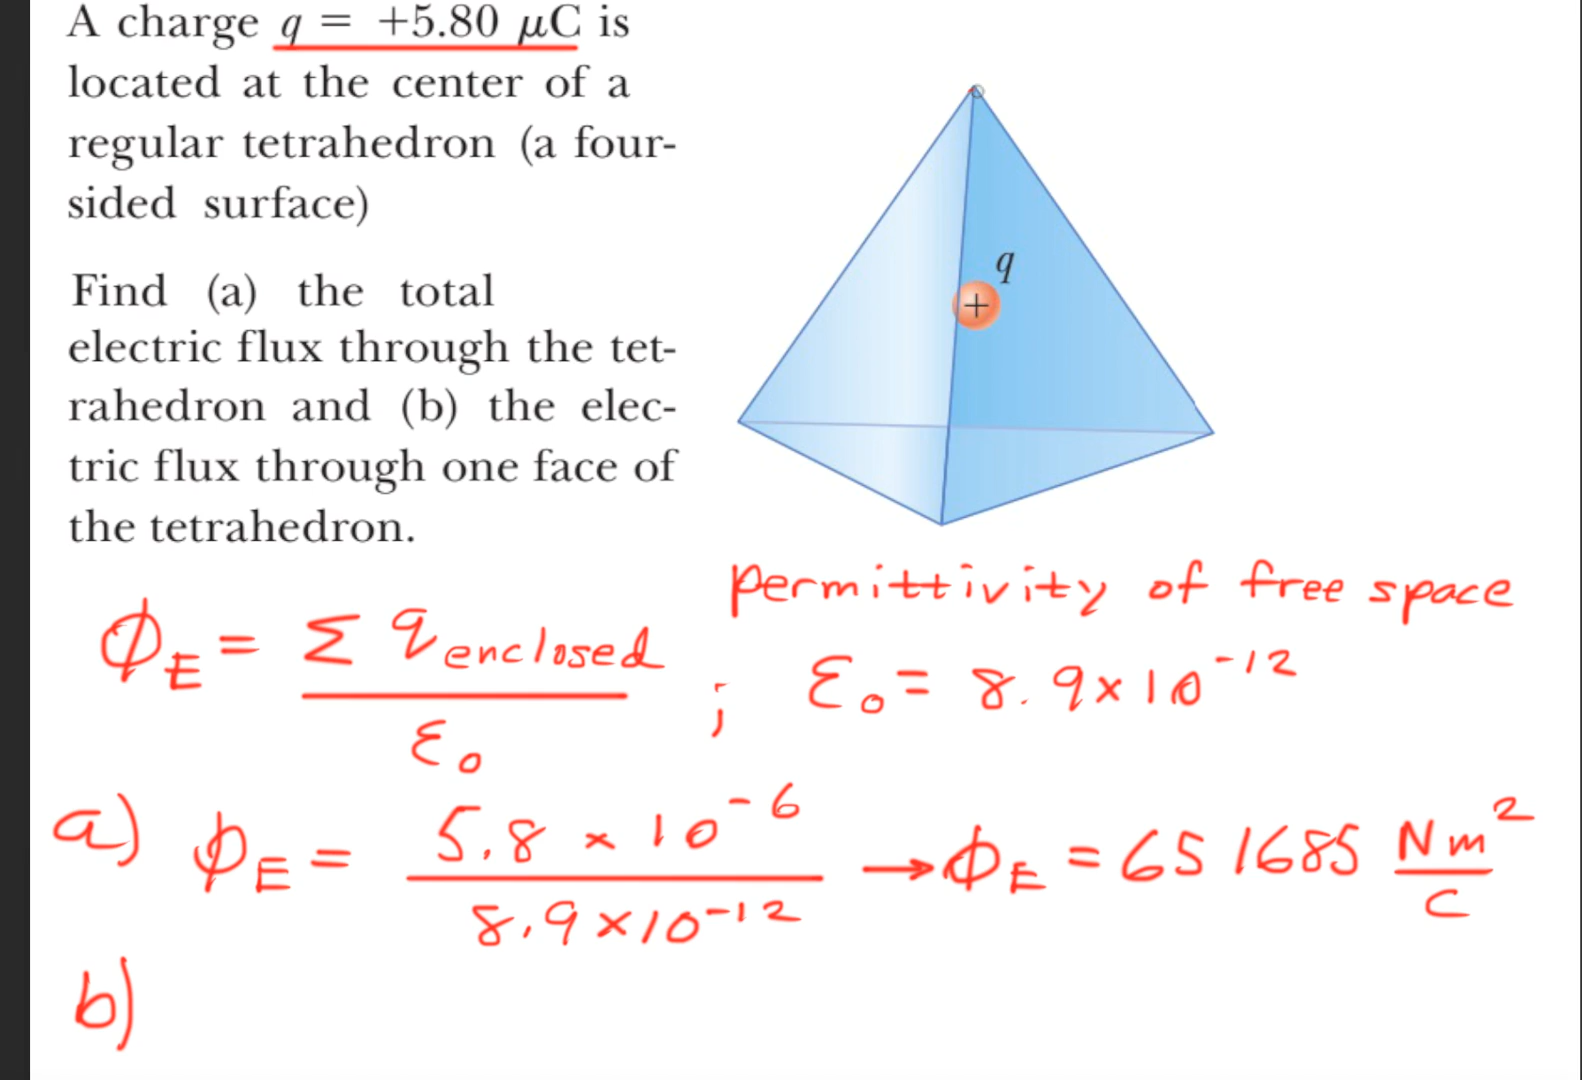 A charge q = +5.80 μC is
located at the center of a
regular tetrahedron (a four-
sided surface)
Find (a) the total
electric flux through the tet-
rahedron and (b) the elec-
tric flux through one face of
the tetrahedron.
q
+
permittivity of free space
ΦE = Σ qenclosed / ε0 ; ε0 = 8.9×10^-12
a) ΦE = 5.8 × 10^-6 / 8.9×10^-12 → ΦE = 651685 Nm^2 / C
b)